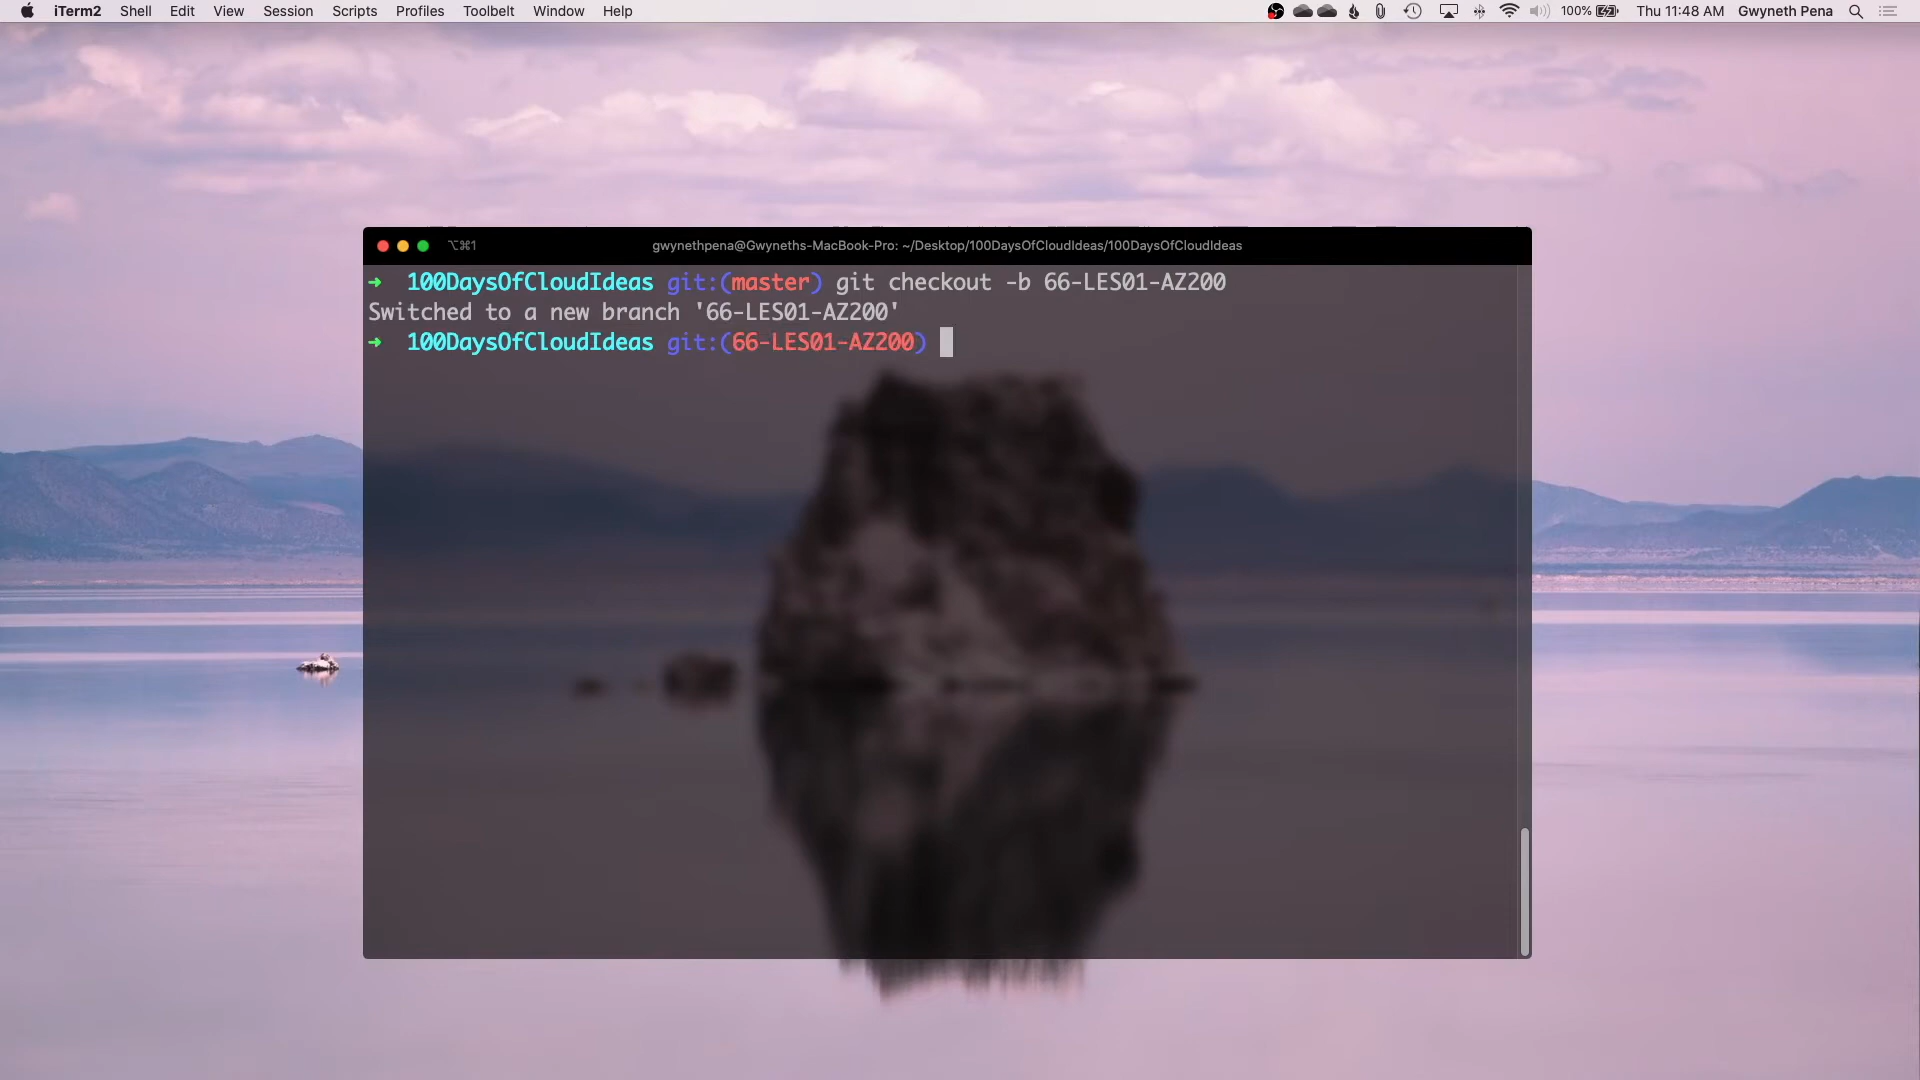 iTerm2 Shell Edit View Session Scripts Profiles Toolbelt Window Help 100% Thu 11:48 AM Gwyneth Pena
⌥⌘1 gwynethpena@Gwyneths-MacBook-Pro: ~/Desktop/100DaysOfCloudIdeas/100DaysOfCloudIdeas
➜ 100DaysOfCloudIdeas git:(master) git checkout -b 66-LES01-AZ200
Switched to a new branch '66-LES01-AZ200'
➜ 100DaysOfCloudIdeas git:(66-LES01-AZ200)